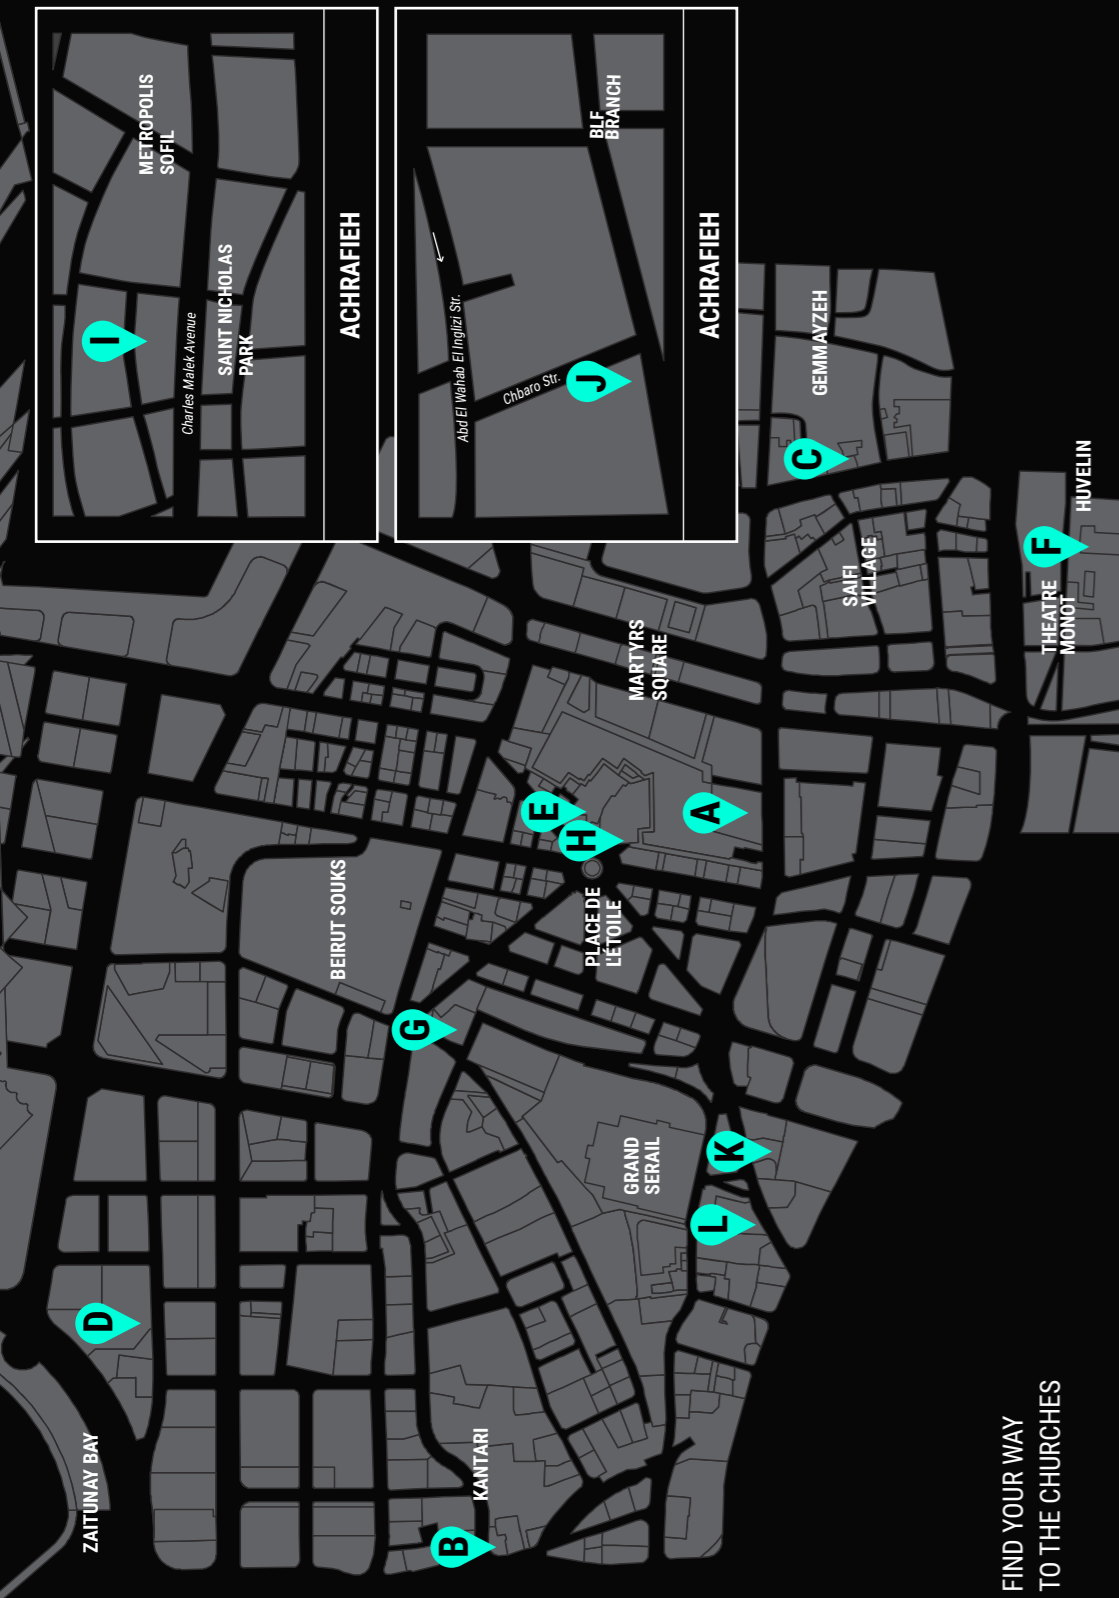 FIND YOUR WAY
TO THE CHURCHES
ZAITUNAY BAY
D
B
KANTARI
G
BEIRUT SOUKS
GRAND
SERAIL
L
K
PLACE DE
L'ÉTOILE
E
H
A
MARTYRS
SQUARE
SAIFI
VILLAGE
C
GEMMAYZEH
THEATRE
MONOT
F
HUVELIN
METROPOLIS
SOFIL
I
Charles Malek Avenue
SAINT NICHOLAS
PARK
ACHRAFIEH
Abd El Wahab El Inglizi Str.
Chbaro Str.
J
BLF
BRANCH
ACHRAFIEH